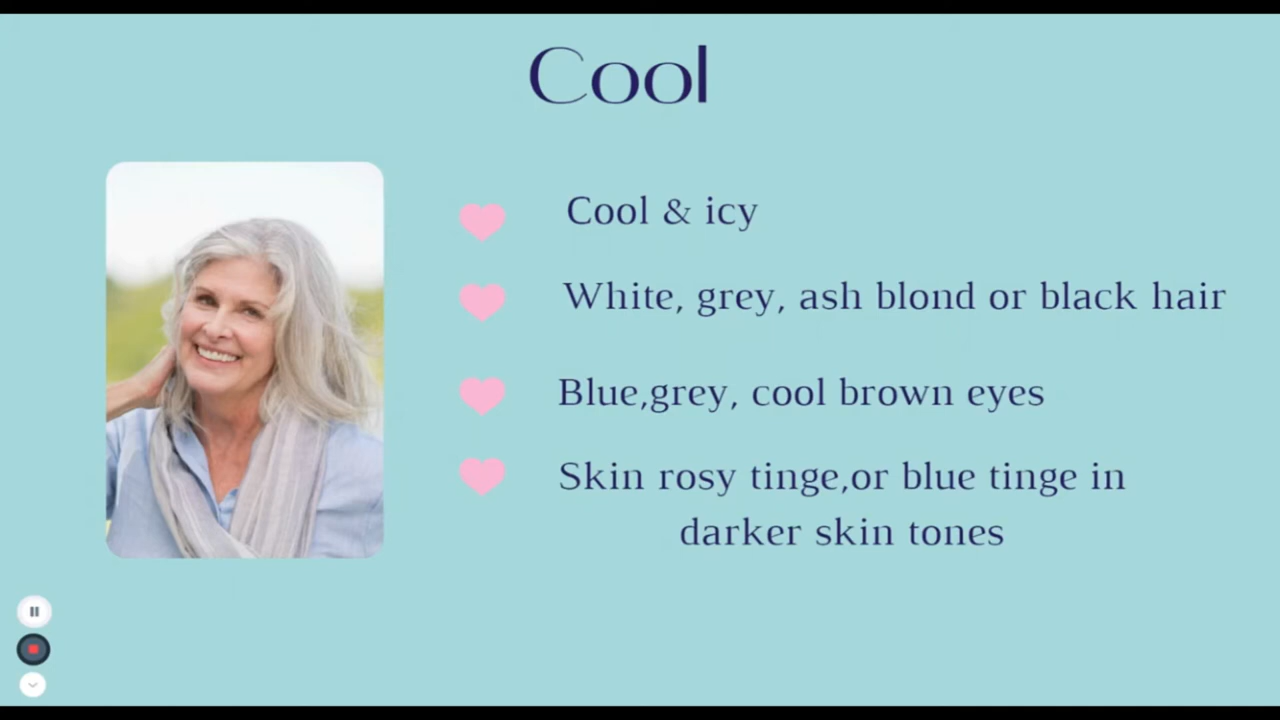 Cool
Cool & icy
White, grey, ash blond or black hair
Blue,grey, cool brown eyes
Skin rosy tinge,or blue tinge in
darker skin tones